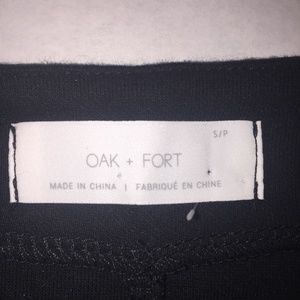 S/P
OAK + FORT
MADE IN CHINA | FABRIQUÉ EN CHINE